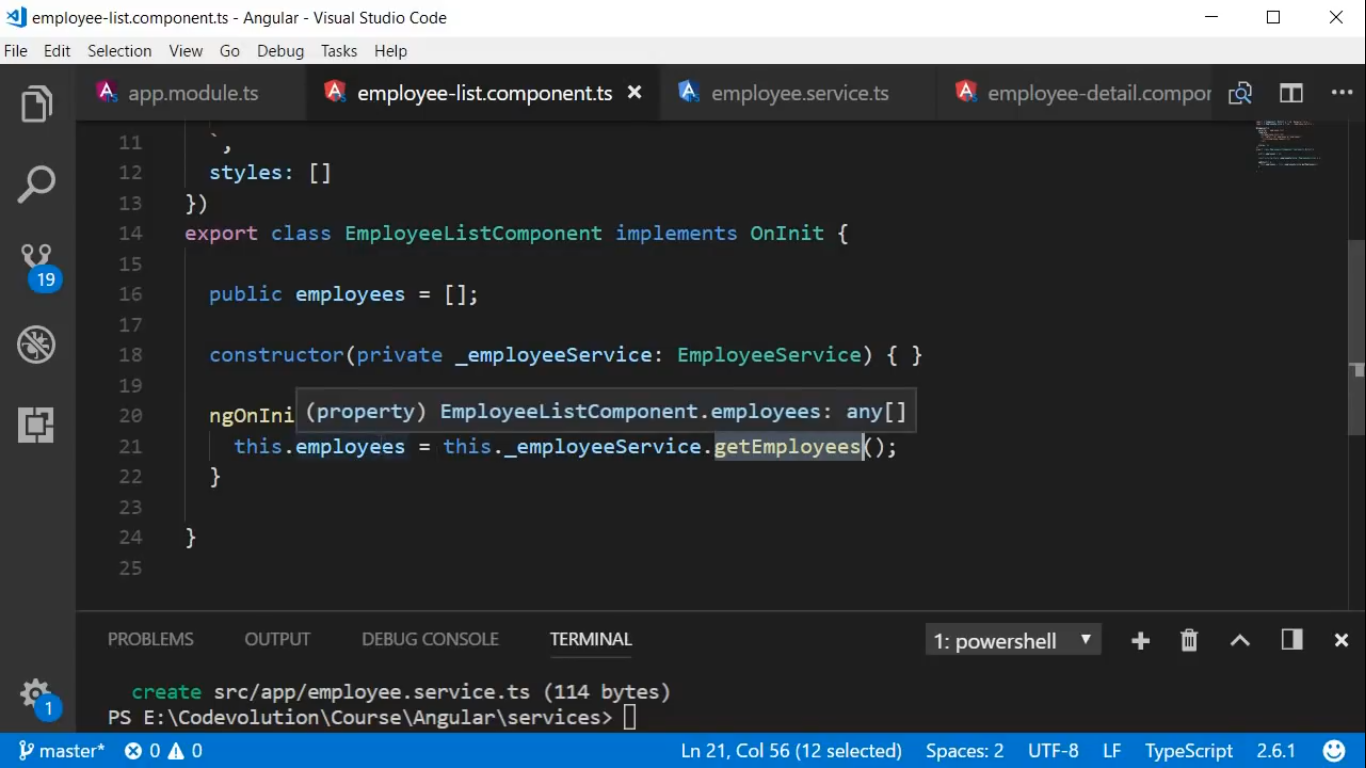 employee-list.component.ts - Angular - Visual Studio Code
File Edit Selection View Go Debug Tasks Help
app.module.ts employee-list.component.ts employee.service.ts employee-detail.compor
11 `,
12 styles: []
13 })
14 export class EmployeeListComponent implements OnInit {
15
16 public employees = [];
17
18 constructor(private _employeeService: EmployeeService) { }
19
20 ngOnIni
(property) EmployeeListComponent.employees: any[]
21 this.employees = this._employeeService.getEmployees();
22 }
23
24 }
25
19
PROBLEMS OUTPUT DEBUG CONSOLE TERMINAL 1: powershell
create src/app/employee.service.ts (114 bytes)
PS E:\Codevolution\Course\Angular\services>
1
master* 0 0 Ln 21, Col 56 (12 selected) Spaces: 2 UTF-8 LF TypeScript 2.6.1